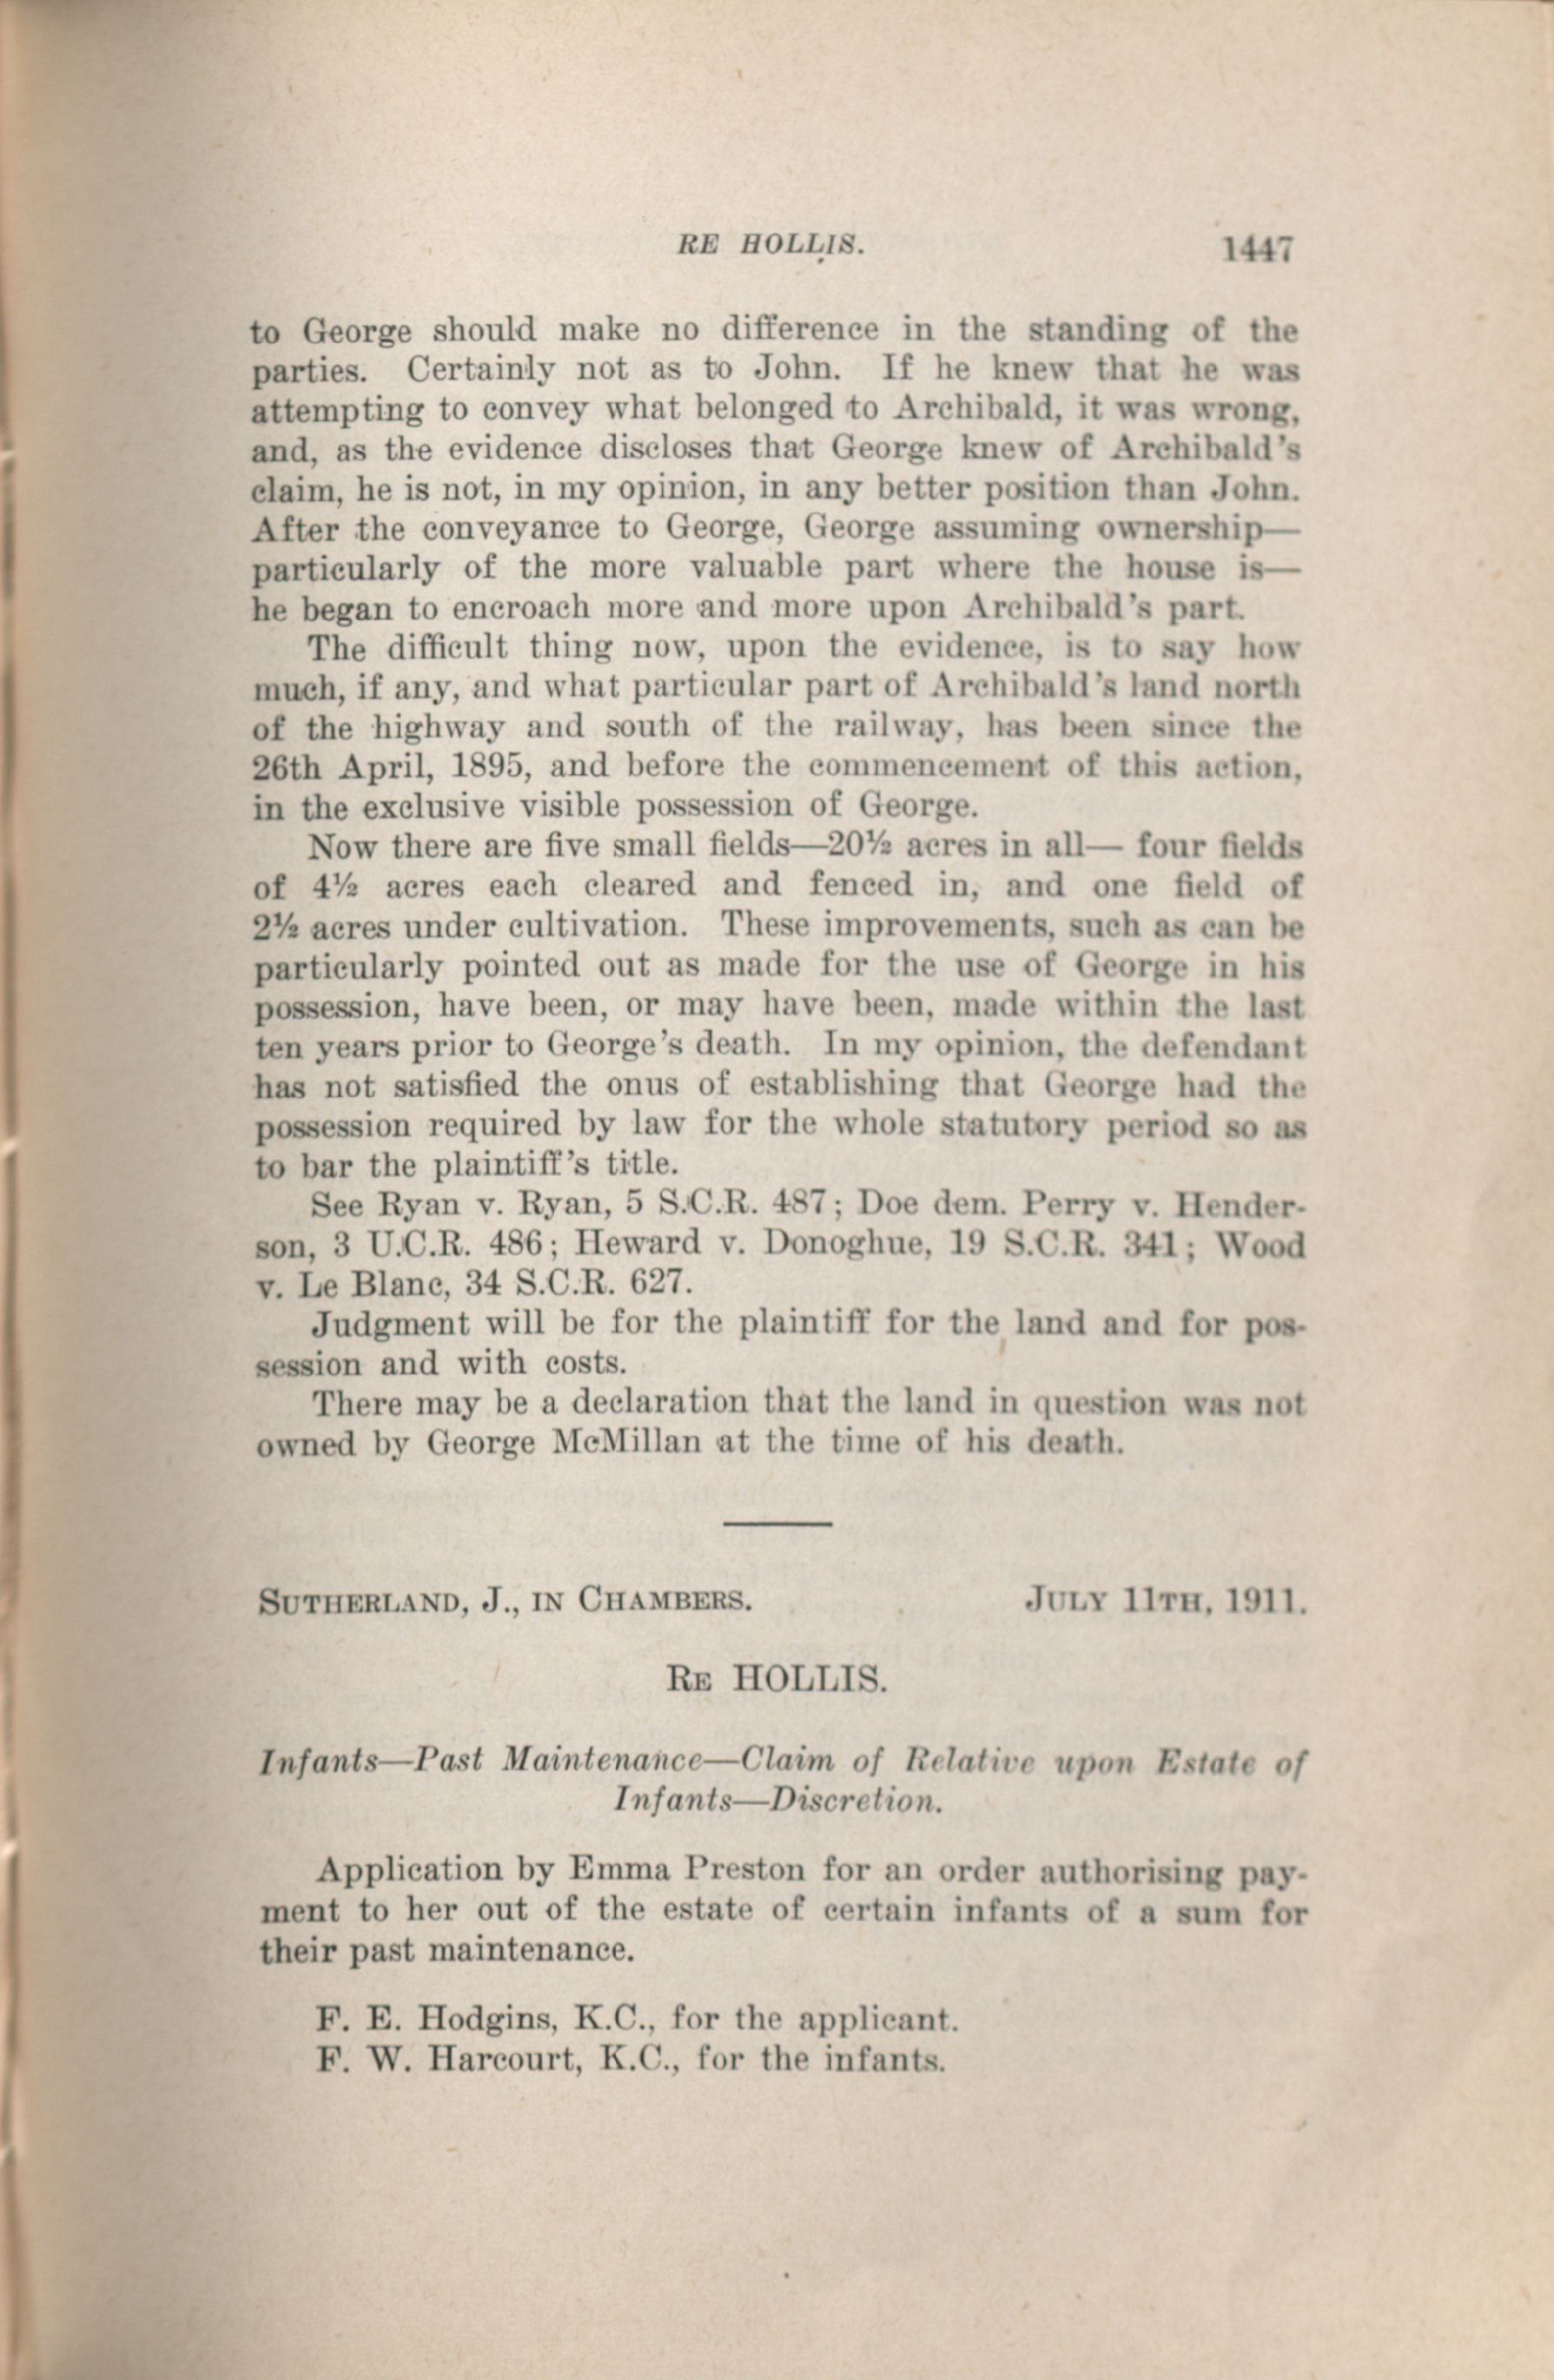 RE HOLLIS.
1447
to George should make no difference in the standing of the
parties. Certainly not as to John. If he knew that he was
attempting to convey what belonged to Archibald, it was wrong,
and, as the evidence discloses that George knew of Archibald's
claim, he is not, in my opinion, in any better position than John.
After the conveyance to George, George assuming ownership—
particularly of the more valuable part where the house is—
he began to encroach more and more upon Archibald's part.
The difficult thing now, upon the evidence, is to say how
much, if any, and what particular part of Archibald's land north
of the highway and south of the railway, has been since the
26th April, 1895, and before the commencement of this action,
in the exclusive visible possession of George.
Now there are five small fields—20½ acres in all— four fields
of 4½ acres each cleared and fenced in, and one field of
2½ acres under cultivation. These improvements, such as can be
particularly pointed out as made for the use of George in his
possession, have been, or may have been, made within the last
ten years prior to George's death. In my opinion, the defendant
has not satisfied the onus of establishing that George had the
possession required by law for the whole statutory period so as
to bar the plaintiff's title.
See Ryan v. Ryan, 5 S.C.R. 487; Doe dem. Perry v. Hender-
son, 3 U.C.R. 486; Heward v. Donoghue, 19 S.C.R. 341; Wood
v. Le Blanc, 34 S.C.R. 627.
Judgment will be for the plaintiff for the land and for pos-
session and with costs.
There may be a declaration that the land in question was not
owned by George McMillan at the time of his death.
SUTHERLAND, J., IN CHAMBERS.
JULY 11TH, 1911.
RE HOLLIS.
Infants—Past Maintenance—Claim of Relative upon Estate of
Infants—Discretion.
Application by Emma Preston for an order authorising pay-
ment to her out of the estate of certain infants of a sum for
their past maintenance.
F. E. Hodgins, K.C., for the applicant.
F. W. Harcourt, K.C., for the infants.